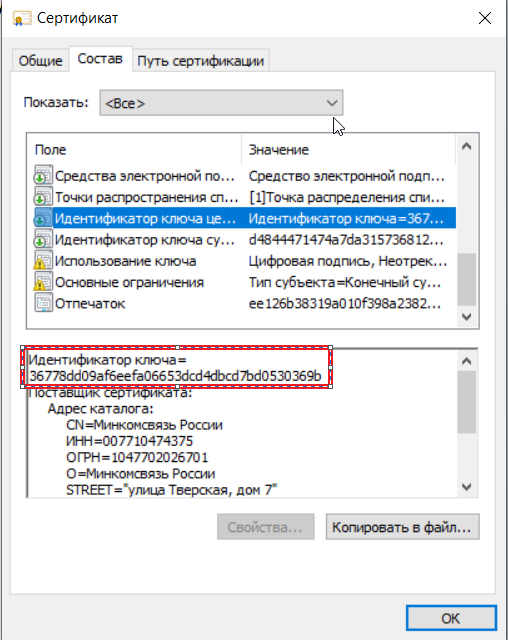 Сертификат
Общие Состав Путь сертификации
Показать: <Все>
Поле Значение
Средства электронной по... Средство электронной подп...
Точки распространения сп... [1]Точка распределения спи...
Идентификатор ключа це... Идентификатор ключа=367...
Идентификатор ключа су... d4844471474a7da315736812...
Использование ключа Цифровая подпись, Неотрек...
Основные ограничения Тип субъекта=Конечный су...
Отпечаток ee126b38319a010f398a2382...
Идентификатор ключа=
36778dd09af6eefa06653dcd4dbcd7bd0530369b
Поставщик сертификата:
Адрес каталога:
CN=Минкомсвязь России
ИНН=007710474375
ОГРН=1047702026701
O=Минкомсвязь России
STREET="улица Тверская, дом 7"
Свойства... Копировать в файл...
ОК